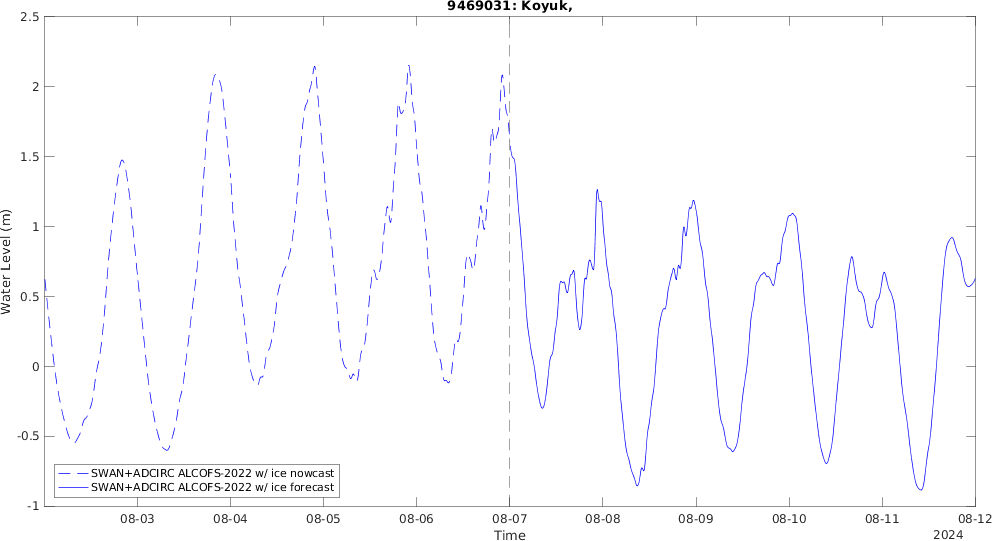 9469031: Koyuk,
2.5
2
1.5
1
0.5
0
-0.5
-1
Water Level (m)
SWAN+ADCIRC ALCOFS-2022 w/ ice nowcast
SWAN+ADCIRC ALCOFS-2022 w/ ice forecast
08-03 08-04 08-05 08-06 08-07 08-08 08-09 08-10 08-11 08-12
Time
2024